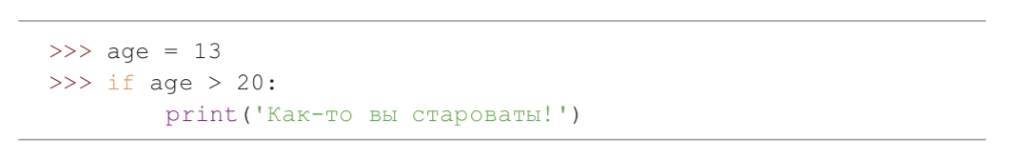 >>> age = 13
>>> if age > 20:
print('Как-то вы староваты!')